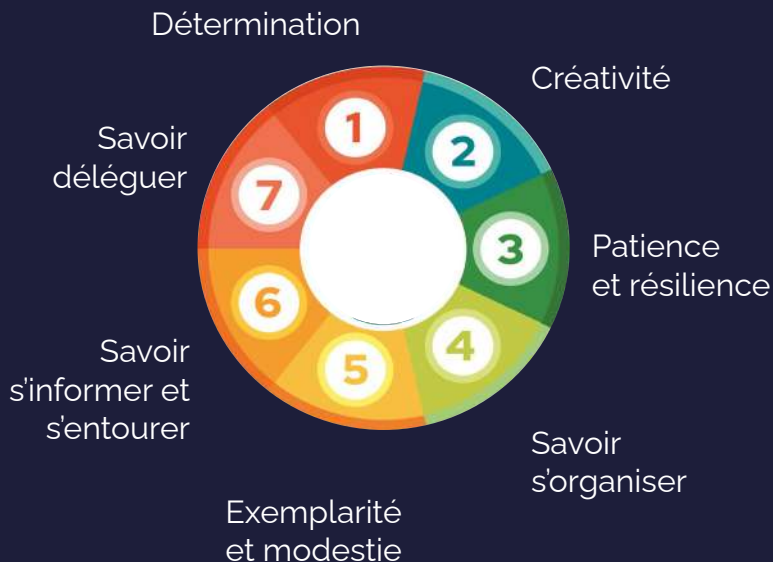 Détermination
1
Créativité
2
Patience
et résilience
3
Savoir
s'organiser
4
Exemplarité
et modestie
5
Savoir
s'informer et
s'entourer
6
Savoir
déléguer
7